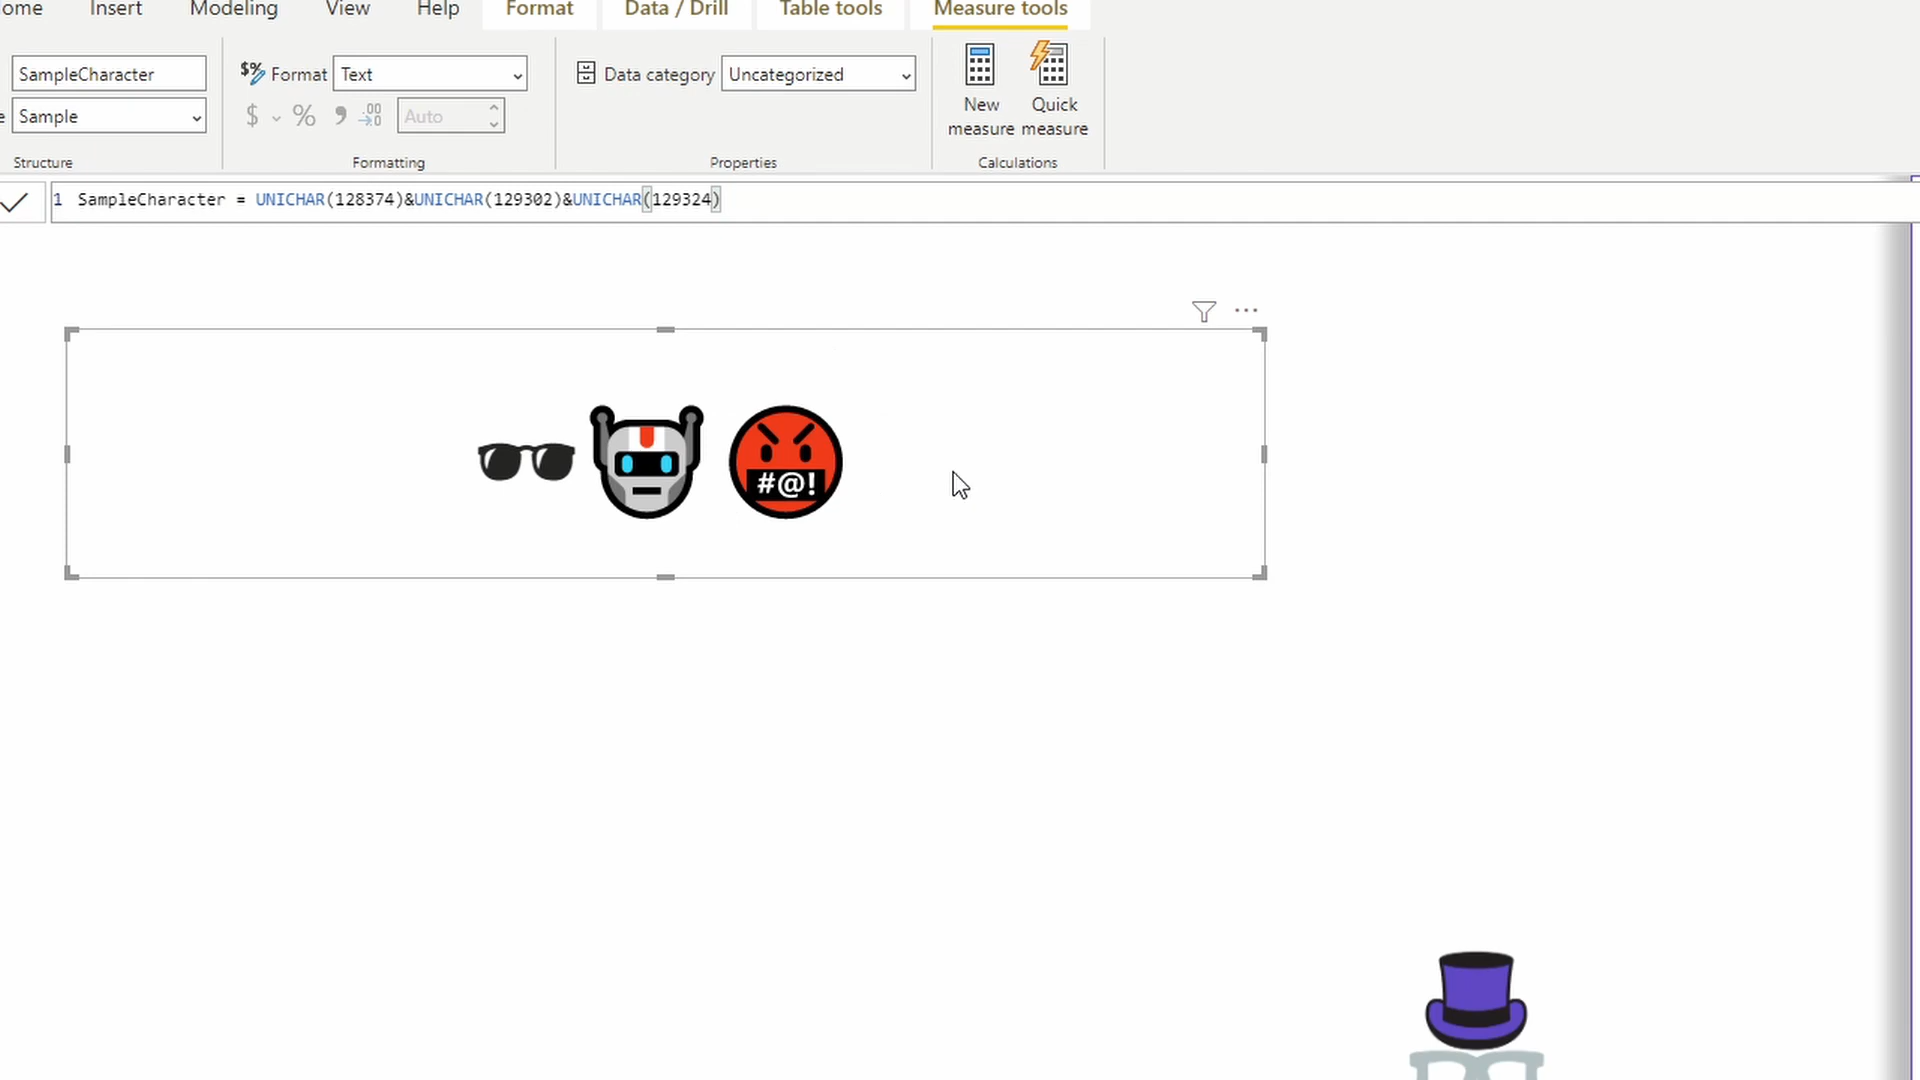 ome Insert Modeling View Help Format Data / Drill Table tools Measure tools
SampleCharacter $% Format Text Data category Uncategorized
e Sample $ % , .00 Auto
New measure
Quick measure
Structure Formatting Properties Calculations
1 SampleCharacter = UNICHAR(128374)&UNICHAR(129302)&UNICHAR(129324)
#@!